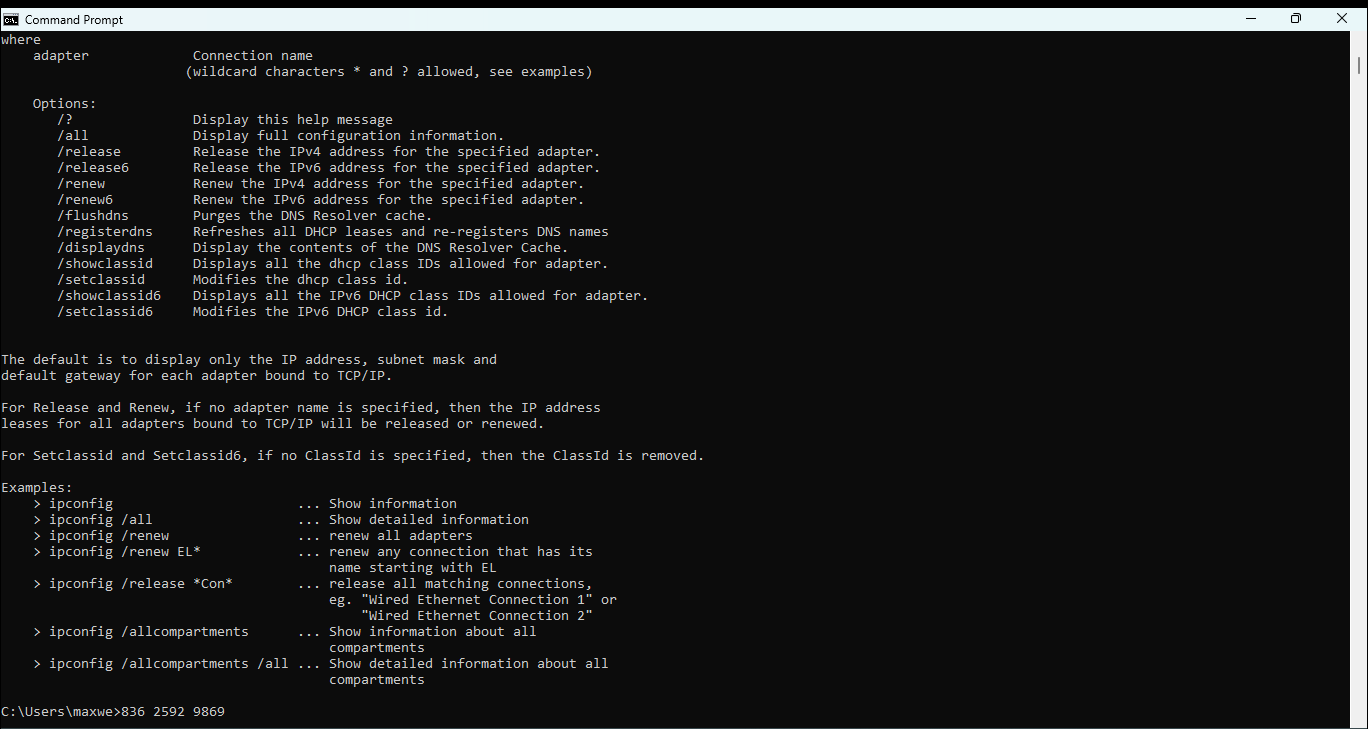 Command Prompt
where
adapter Connection name
(wildcard characters * and ? allowed, see examples)
Options:
/? Display this help message
/all Display full configuration information.
/release Release the IPv4 address for the specified adapter.
/release6 Release the IPv6 address for the specified adapter.
/renew Renew the IPv4 address for the specified adapter.
/renew6 Renew the IPv6 address for the specified adapter.
/flushdns Purges the DNS Resolver cache.
/registerdns Refreshes all DHCP leases and re-registers DNS names
/displaydns Display the contents of the DNS Resolver Cache.
/showclassid Displays all the dhcp class IDs allowed for adapter.
/setclassid Modifies the dhcp class id.
/showclassid6 Displays all the IPv6 DHCP class IDs allowed for adapter.
/setclassid6 Modifies the IPv6 DHCP class id.
The default is to display only the IP address, subnet mask and
default gateway for each adapter bound to TCP/IP.
For Release and Renew, if no adapter name is specified, then the IP address
leases for all adapters bound to TCP/IP will be released or renewed.
For Setclassid and Setclassid6, if no ClassId is specified, then the ClassId is removed.
Examples:
> ipconfig ... Show information
> ipconfig /all ... Show detailed information
> ipconfig /renew ... renew all adapters
> ipconfig /renew EL* ... renew any connection that has its
name starting with EL
> ipconfig /release *Con* ... release all matching connections,
eg. "Wired Ethernet Connection 1" or
"Wired Ethernet Connection 2"
> ipconfig /allcompartments ... Show information about all
compartments
> ipconfig /allcompartments /all ... Show detailed information about all
compartments
C:\Users\maxwe>836 2592 9869